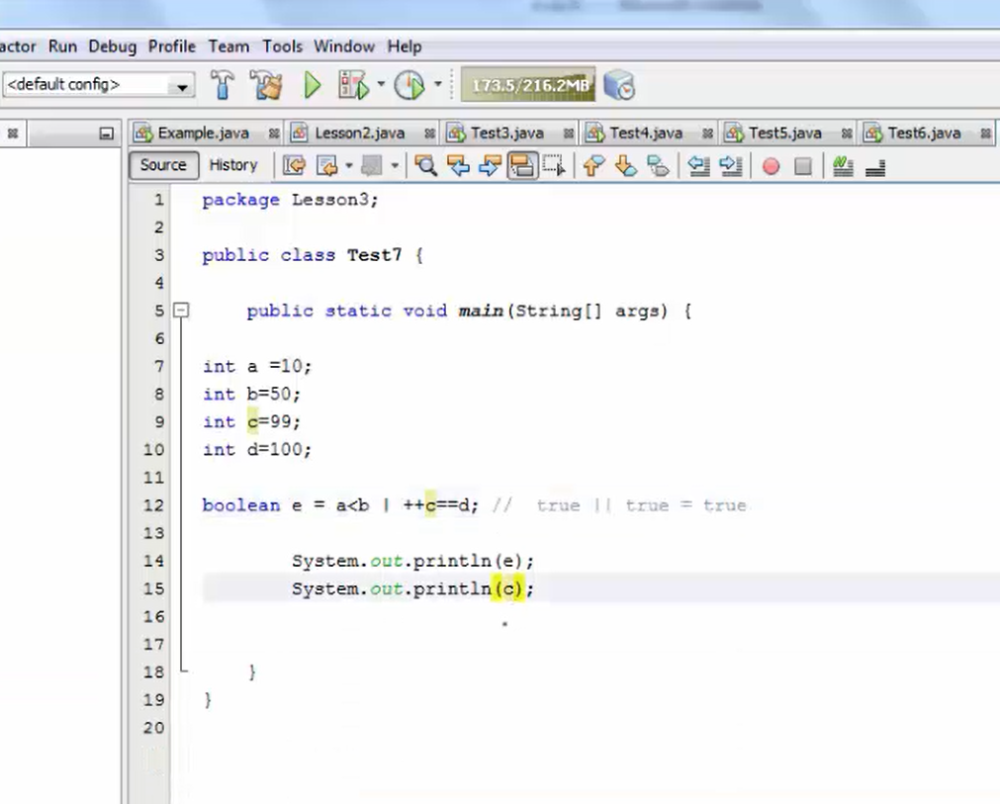 actor Run Debug Profile Team Tools Window Help
<default config> 173.5/216.2MB
Example.java Lesson2.java Test3.java Test4.java Test5.java Test6.java
Source History
1 package Lesson3;
2
3 public class Test7 {
4
5 public static void main(String[] args) {
6
7 int a =10;
8 int b=50;
9 int c=99;
10 int d=100;
11
12 boolean e = a<b | ++c==d; // true || true = true
13
14 System.out.println(e);
15 System.out.println(c);
16
17
18 }
19 }
20